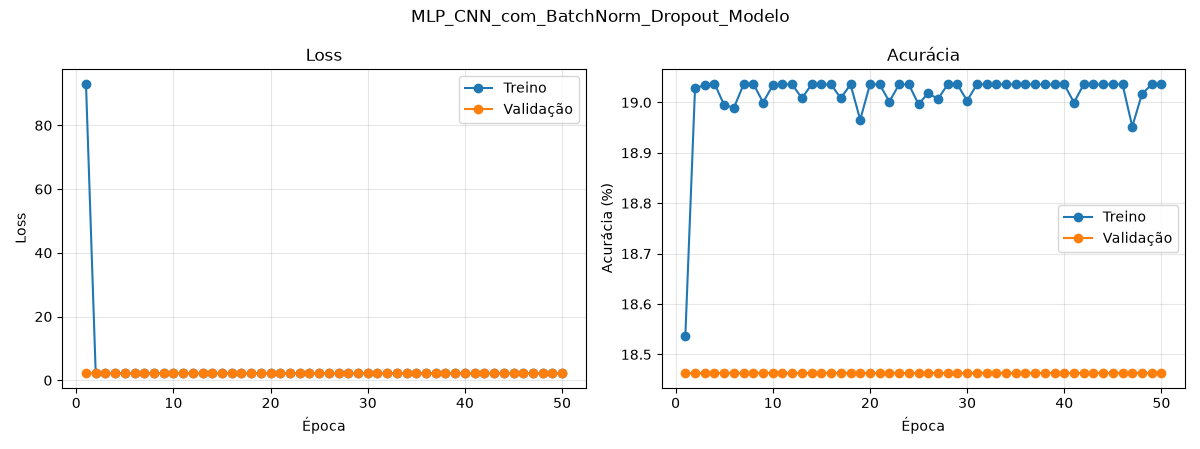 MLP_CNN_com_BatchNorm_Dropout_Modelo
Loss
Treino
Validação
80
60
40
20
0
Loss
0 10 20 30 40 50
Época
Acurácia
19.0
18.9
18.8
18.7
18.6
18.5
Acurácia (%)
Treino
Validação
0 10 20 30 40 50
Época